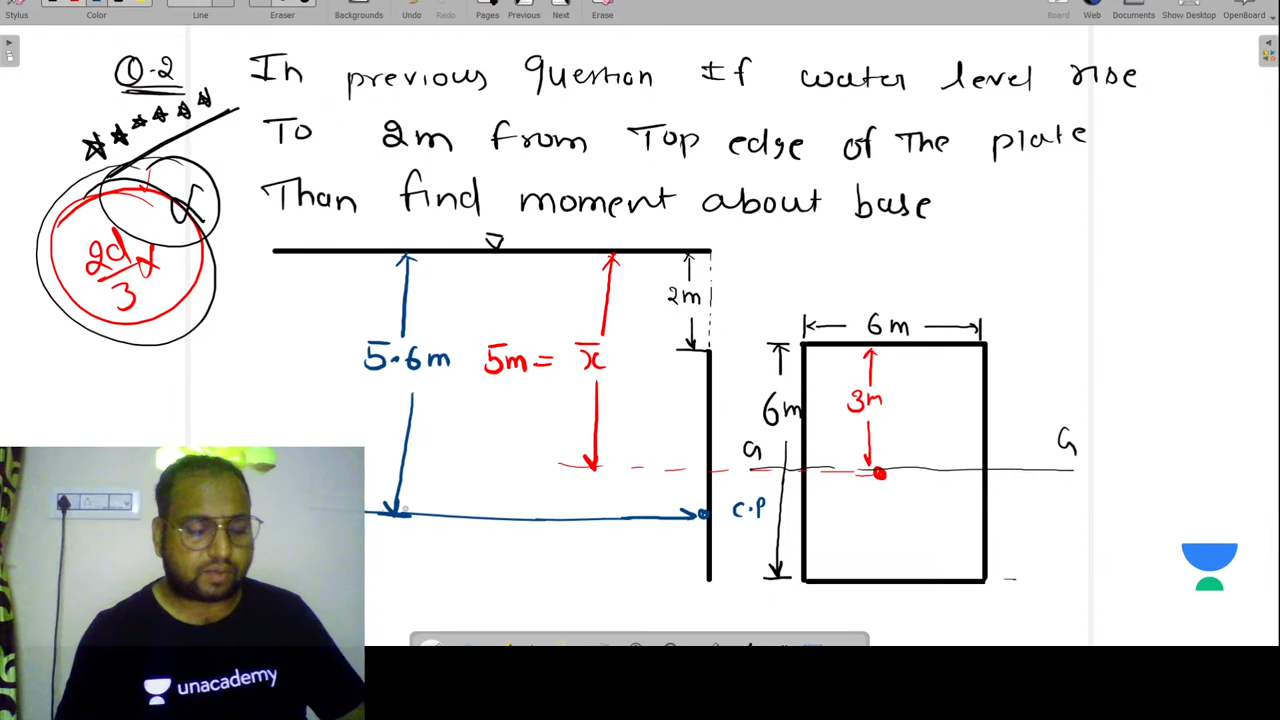 Stylus
Color
Line
Eraser
Backgrounds
Undo
Redo
Pages
Previous
Next
Erase
Board
Web
Documents
Show Desktop
OpenBoard
Q-2
In previous Question If water level rise
To 2m from Top edge of the plate
Than find moment about base
d
2d/3
2m
5.6m
5m = x̄
6m
6m
3m
G
G
C.P
unacademy